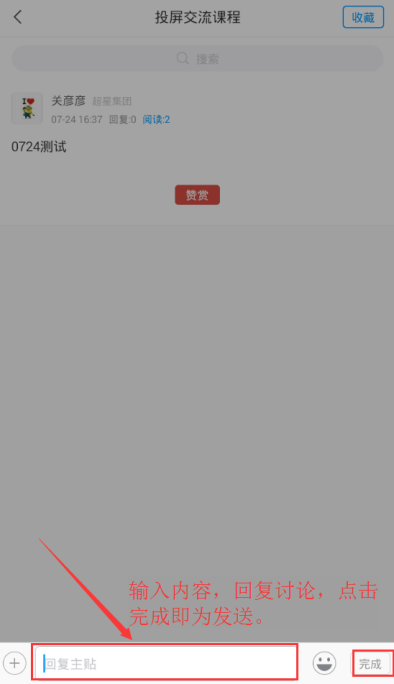 投屏交流课程
收藏
搜索
I❤
关彦彦 超星集团
07-24 16:37 回复:0 阅读:2
0724测试
赞赏
输入内容，回复讨论，点击
完成即为发送。
回复主贴
完成